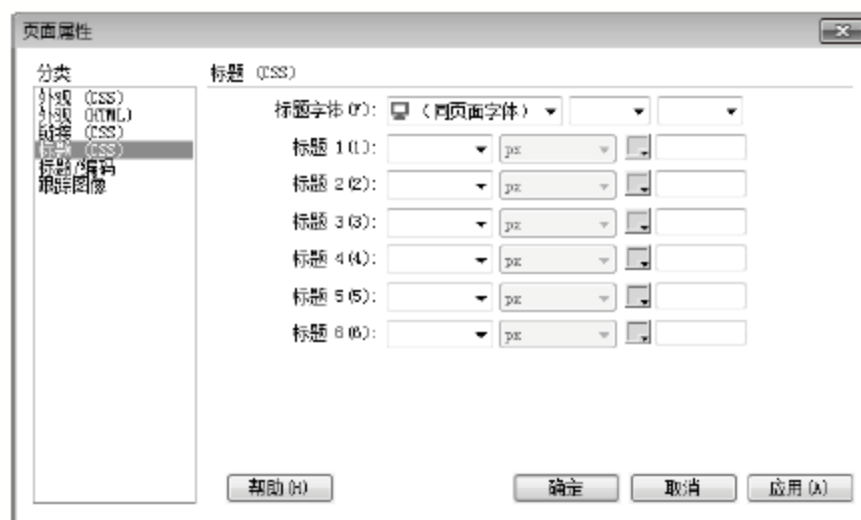 页面属性
分类
外观 (CSS)
外观 (HTML)
链接 (CSS)
标题 (CSS)
标题/编码
跟踪图像
标题 (CSS)
标题字体(F): (同页面字体)
标题 1(1): px
标题 2(2): px
标题 3(3): px
标题 4(4): px
标题 5(5): px
标题 6(6): px
帮助(H) 确定 取消 应用(A)